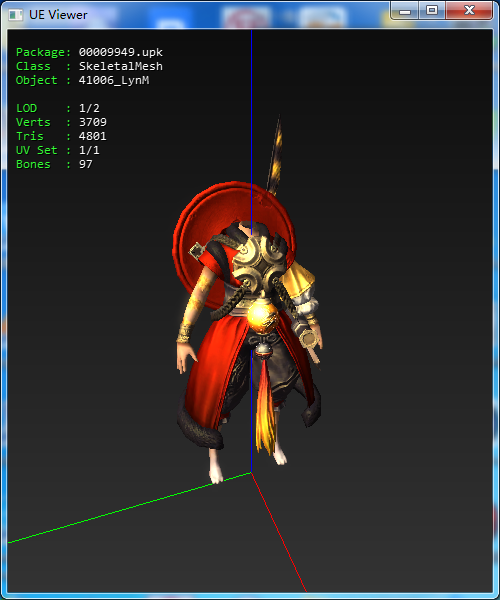 UE Viewer
Package: 00009949.upk
Class : SkeletalMesh
Object : 41006_LynM
LOD : 1/2
Verts : 3709
Tris : 4801
UV Set : 1/1
Bones : 97